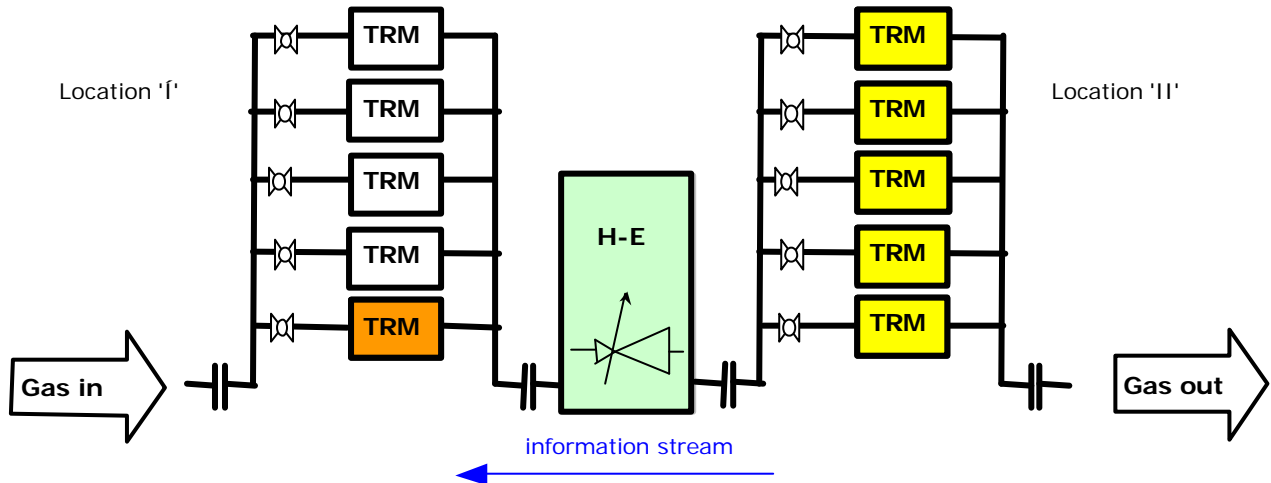 TRM
TRM
Location 'Í'
Location 'II'
TRM
TRM
TRM
TRM
H-E
TRM
TRM
TRM
TRM
Gas in
Gas out
information stream